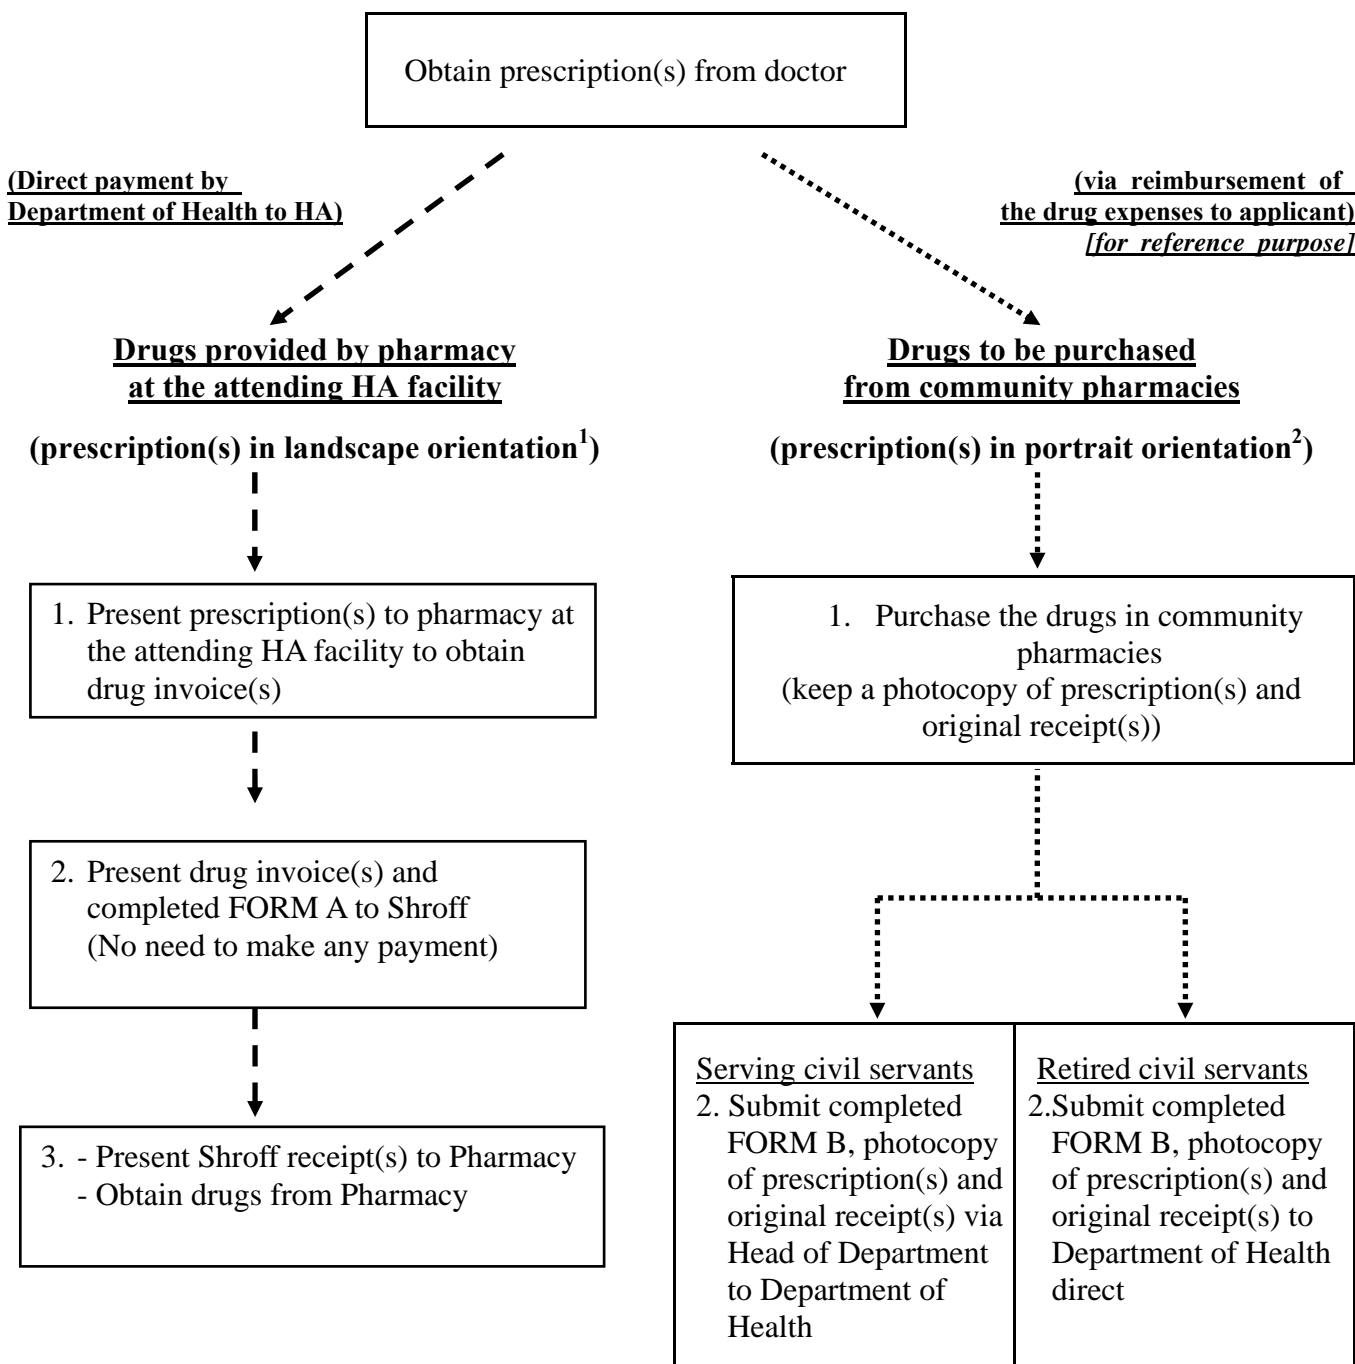 Obtain prescription(s) from doctor
(Direct payment by
Department of Health to HA)
(via reimbursement of
the drug expenses to applicant)
[for reference purpose]
Drugs provided by pharmacy
at the attending HA facility
(prescription(s) in landscape orientation¹)
Drugs to be purchased
from community pharmacies
(prescription(s) in portrait orientation²)
1. Present prescription(s) to pharmacy at
the attending HA facility to obtain
drug invoice(s)
1. Purchase the drugs in community
pharmacies
(keep a photocopy of prescription(s) and
original receipt(s))
2. Present drug invoice(s) and
completed FORM A to Shroff
(No need to make any payment)
3. - Present Shroff receipt(s) to Pharmacy
- Obtain drugs from Pharmacy
Serving civil servants
2. Submit completed
FORM B, photocopy
of prescription(s) and
original receipt(s) via
Head of Department
to Department of
Health
Retired civil servants
2.Submit completed
FORM B, photocopy
of prescription(s) and
original receipt(s) to
Department of Health
direct